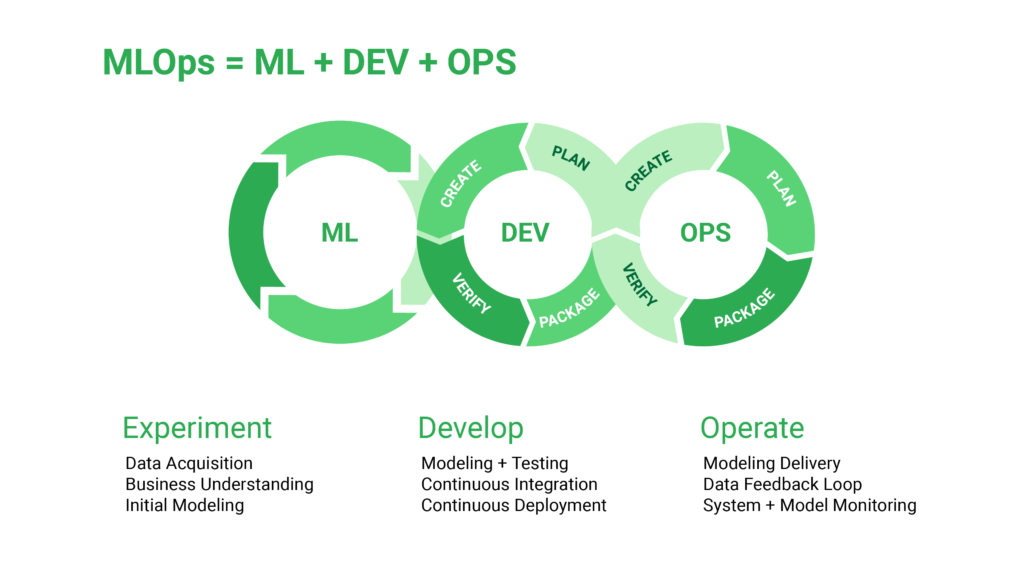 MLOps = ML + DEV + OPS
ML
CREATE
PLAN
DEV
VERIFY
PACKAGE
CREATE
PLAN
OPS
VERIFY
PACKAGE
Experiment
Data Acquisition
Business Understanding
Initial Modeling
Develop
Modeling + Testing
Continuous Integration
Continuous Deployment
Operate
Modeling Delivery
Data Feedback Loop
System + Model Monitoring